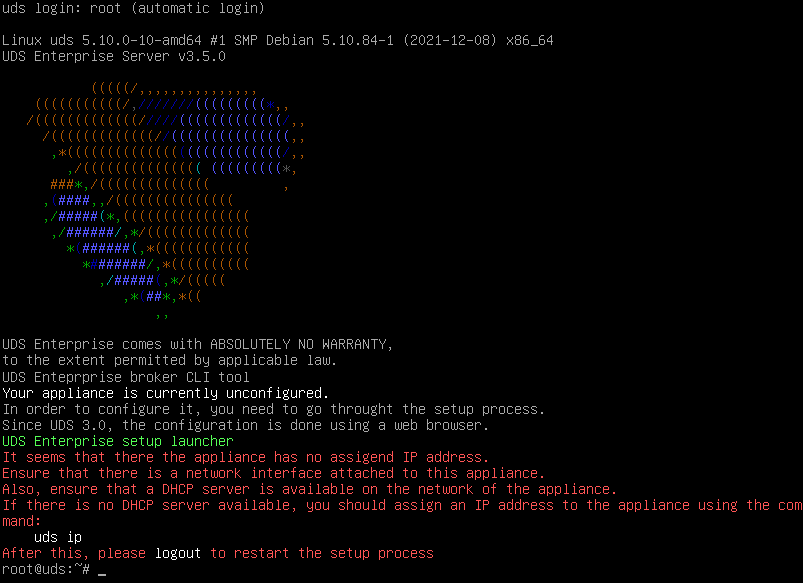 uds login: root (automatic login)
Linux uds 5.10.0-10-amd64 #1 SMP Debian 5.10.84-1 (2021-12-08) x86_64
UDS Enterprise Server v3.5.0
UDS Enterprise comes with ABSOLUTELY NO WARRANTY,
to the extent permitted by applicable law.
UDS Enteprprise broker CLI tool
Your appliance is currently unconfigured.
In order to configure it, you need to go throught the setup process.
Since UDS 3.0, the configuration is done using a web browser.
UDS Enterprise setup launcher
It seems that there the appliance has no assigend IP address.
Ensure that there is a network interface attached to this appliance.
Also, ensure that a DHCP server is available on the network of the appliance.
If there is no DHCP server available, you should assign an IP address to the appliance using the com
mand:
uds ip
After this, please logout to restart the setup process
root@uds:~# _